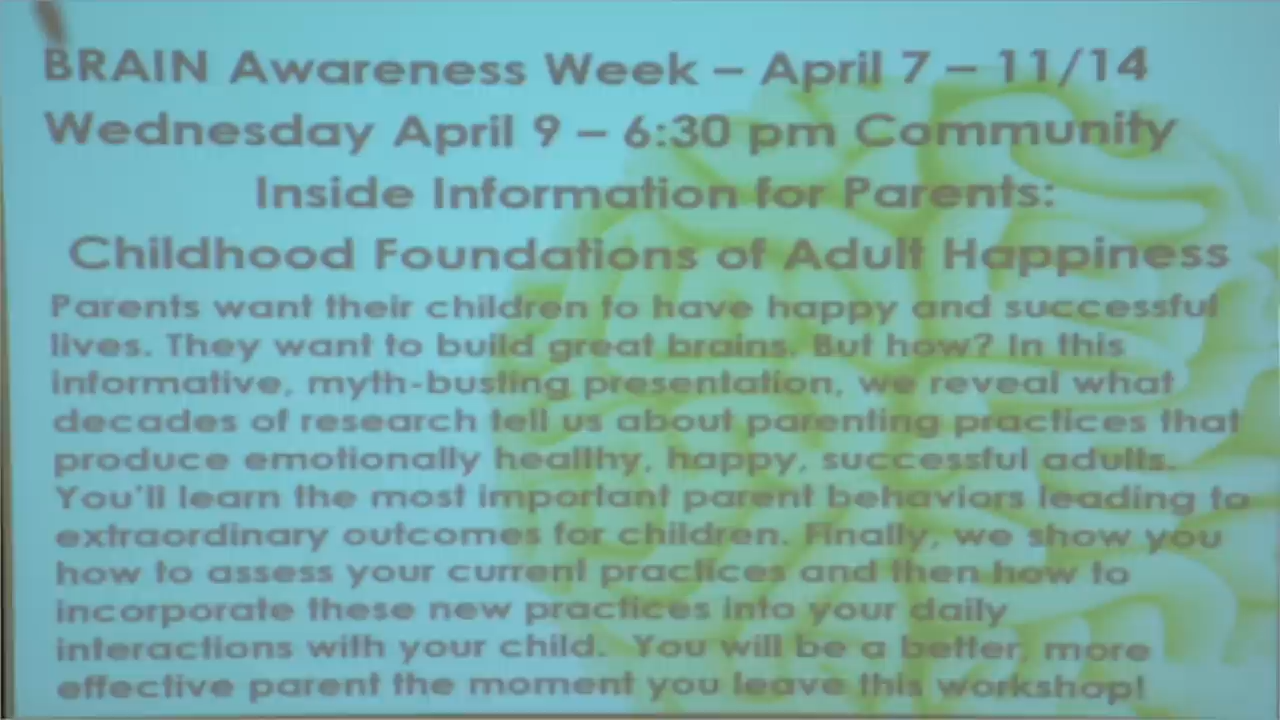 BRAIN Awareness Week – April 7 – 11/14
Wednesday April 9 – 6:30 pm Community
Inside Information for Parents:
Childhood Foundations of Adult Happiness
Parents want their children to have happy and successful
lives. They want to build great brains. But how? In this
informative, myth-busting presentation, we reveal what
decades of research tell us about parenting practices that
produce emotionally healthy, happy, successful adults.
You'll learn the most important parent behaviors leading to
extraordinary outcomes for children. Finally, we show you
how to assess your current practices and then how to
incorporate these new practices into your daily
interactions with your child. You will be a better, more
effective parent the moment you leave this workshop!